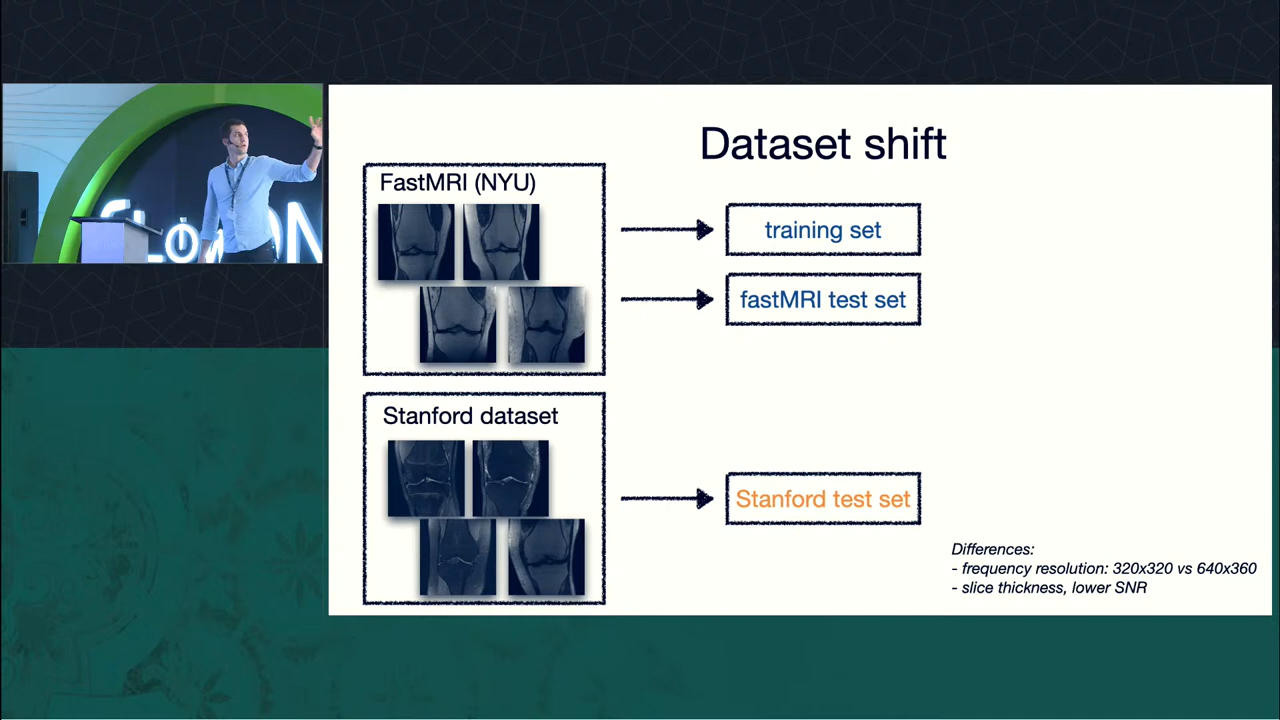 Dataset shift
FastMRI (NYU)
training set
fastMRI test set
Stanford dataset
Stanford test set
Differences:
- frequency resolution: 320x320 vs 640x360
- slice thickness, lower SNR